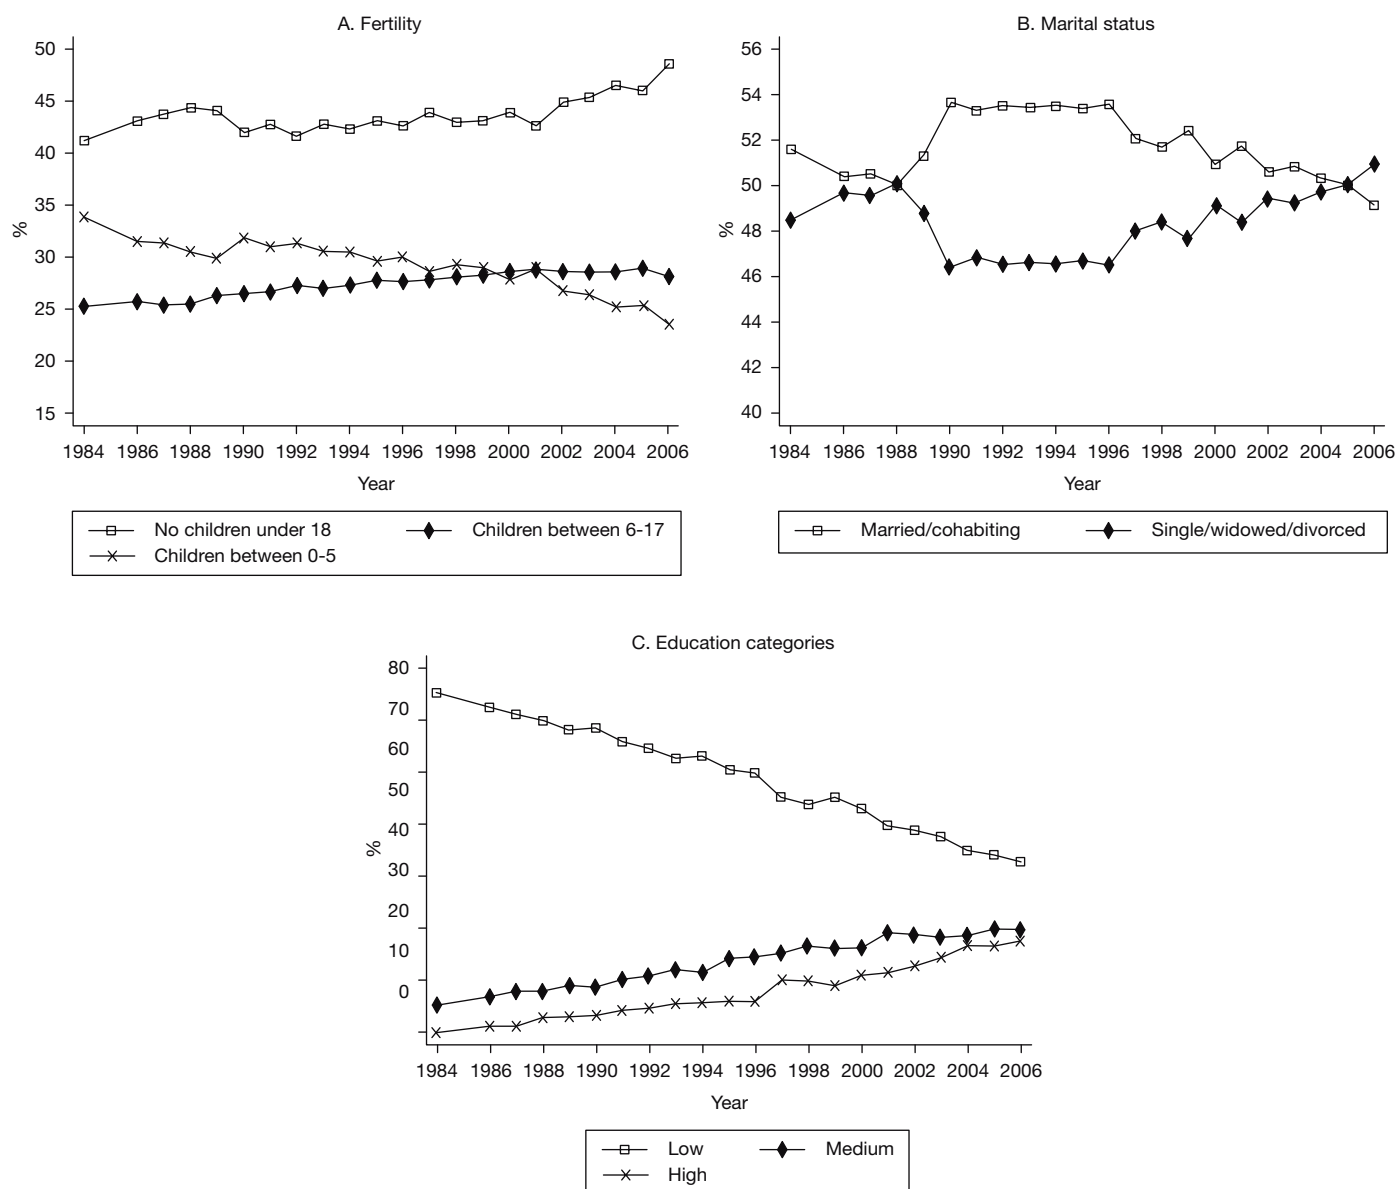 A. Fertility
50
45
40
35
30
25
20
15
%
1984 1986 1988 1990 1992 1994 1996 1998 2000 2002 2004 2006
Year
No children under 18 Children between 6-17
Children between 0-5
B. Marital status
56
54
52
50
48
46
44
42
40
%
1984 1986 1988 1990 1992 1994 1996 1998 2000 2002 2004 2006
Year
Married/cohabiting Single/widowed/divorced
C. Education categories
80
70
60
50
40
30
20
10
0
%
1984 1986 1988 1990 1992 1994 1996 1998 2000 2002 2004 2006
Year
Low Medium
High